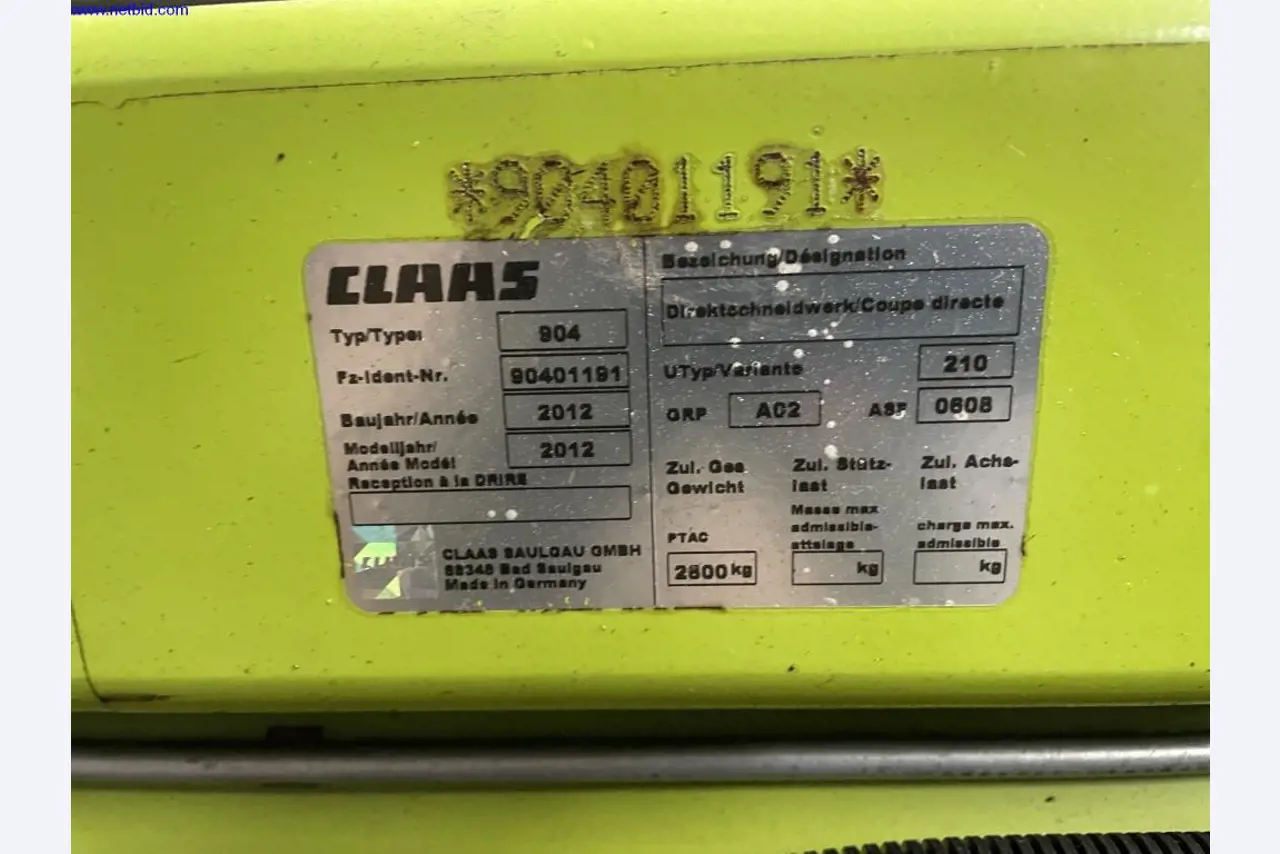 www.netbid.com
*90401191*
CLAAS
Typ/Type: 904
Fz-Ident-Nr. 90401191
Baujahr/Année 2012
Modelljahr/
Année Modèl 2012
Reception à la DRIRE
CLAAS SAULGAU GMBH
88348 Bad Saulgau
Made in Germany
Bezeichung/Désignation
Direktschneidwerk/Coupe directe
UTyp/Variante 210
GRP A02 ASF 0608
Zul. Ges Zul. Stütz- Zul. Achs-
Gewicht last last
Masse max
admissible- charge max.
PTAC attelage admissible
2800 kg kg kg